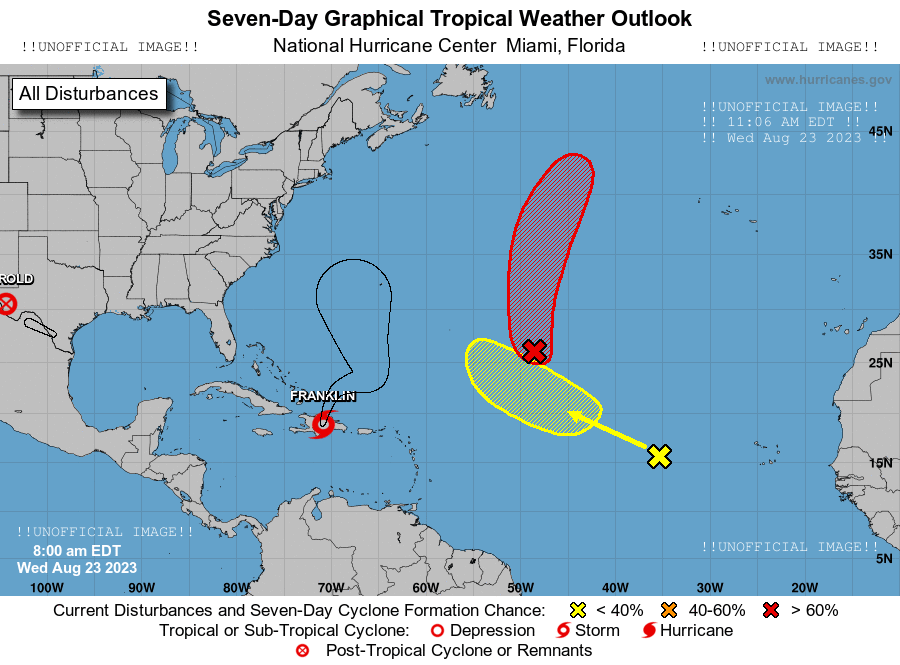 Seven-Day Graphical Tropical Weather Outlook
!!UNOFFICIAL IMAGE!! National Hurricane Center Miami, Florida !!UNOFFICIAL IMAGE!!
www.hurricanes.gov
All Disturbances
!!UNOFFICIAL IMAGE!!
!! 11:06 AM EDT !!
!! Wed Aug 23 2023 !!
45N
35N
ROLD
25N
FRANKLIN
15N
!!UNOFFICIAL IMAGE!!
8:00 am EDT
Wed Aug 23 2023
!!UNOFFICIAL IMAGE!!
5N
100W 90W 80W 70W 60W 50W 40W 30W 20W
Current Disturbances and Seven-Day Cyclone Formation Chance: < 40% 40-60% > 60%
Tropical or Sub-Tropical Cyclone: Depression Storm Hurricane
Post-Tropical Cyclone or Remnants